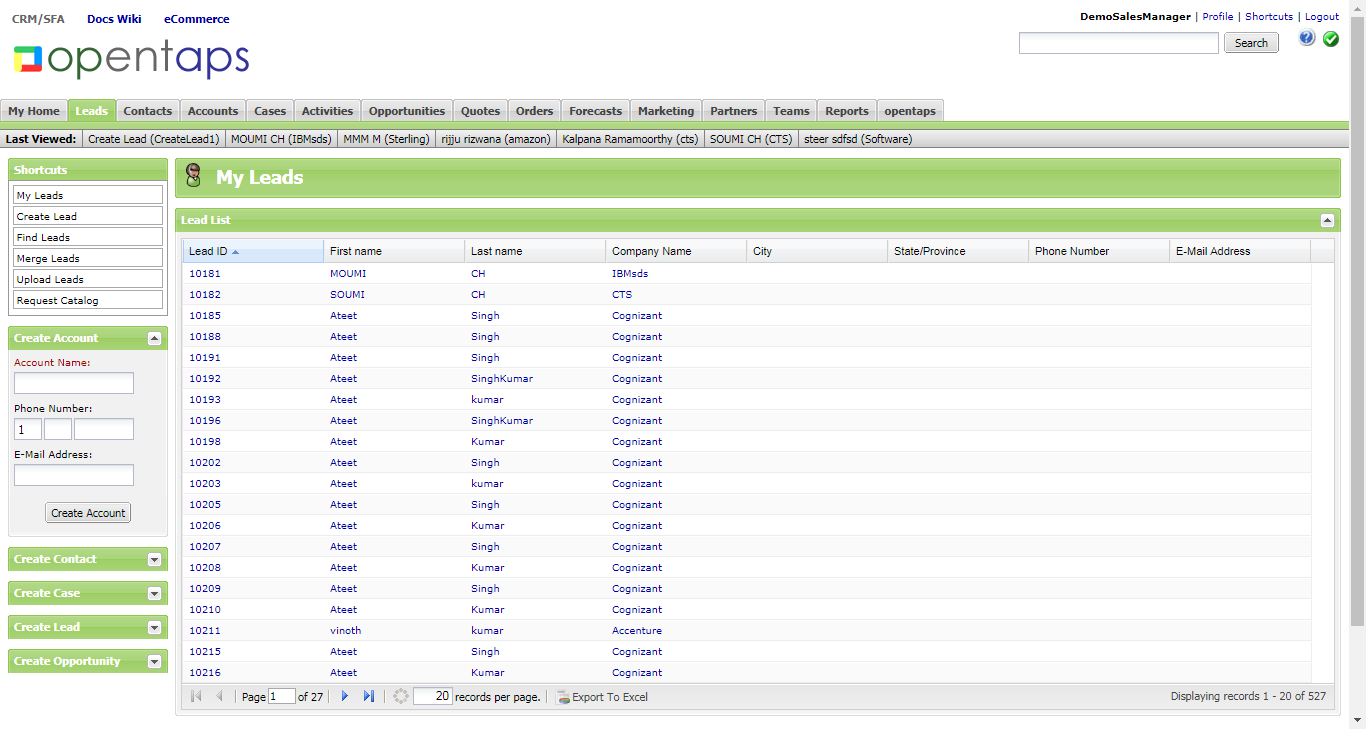 CRM/SFA Docs Wiki eCommerce
DemoSalesManager | Profile | Shortcuts | Logout
opentaps
Search
My Home Leads Contacts Accounts Cases Activities Opportunities Quotes Orders Forecasts Marketing Partners Teams Reports opentaps
Last Viewed: Create Lead (CreateLead1) MOUMI CH (IBMsds) MMM M (Sterling) rijju rizwana (amazon) Kalpana Ramamoorthy (cts) SOUMI CH (CTS) steer sdfsd (Software)
Shortcuts
My Leads
Create Lead
Find Leads
Merge Leads
Upload Leads
Request Catalog
Create Account
Account Name:
Phone Number:
1
E-Mail Address:
Create Account
Create Contact
Create Case
Create Lead
Create Opportunity
My Leads
Lead List
Lead ID First name Last name Company Name City State/Province Phone Number E-Mail Address
10181 MOUMI CH IBMsds
10182 SOUMI CH CTS
10185 Ateet Singh Cognizant
10188 Ateet Singh Cognizant
10191 Ateet Singh Cognizant
10192 Ateet SinghKumar Cognizant
10193 Ateet kumar Cognizant
10196 Ateet SinghKumar Cognizant
10198 Ateet Kumar Cognizant
10202 Ateet Singh Cognizant
10203 Ateet kumar Cognizant
10205 Ateet Singh Cognizant
10206 Ateet Kumar Cognizant
10207 Ateet Singh Cognizant
10208 Ateet Kumar Cognizant
10209 Ateet Singh Cognizant
10210 Ateet Kumar Cognizant
10211 vinoth kumar Accenture
10215 Ateet Singh Cognizant
10216 Ateet Kumar Cognizant
Page 1 of 27 20 records per page. Export To Excel Displaying records 1 - 20 of 527